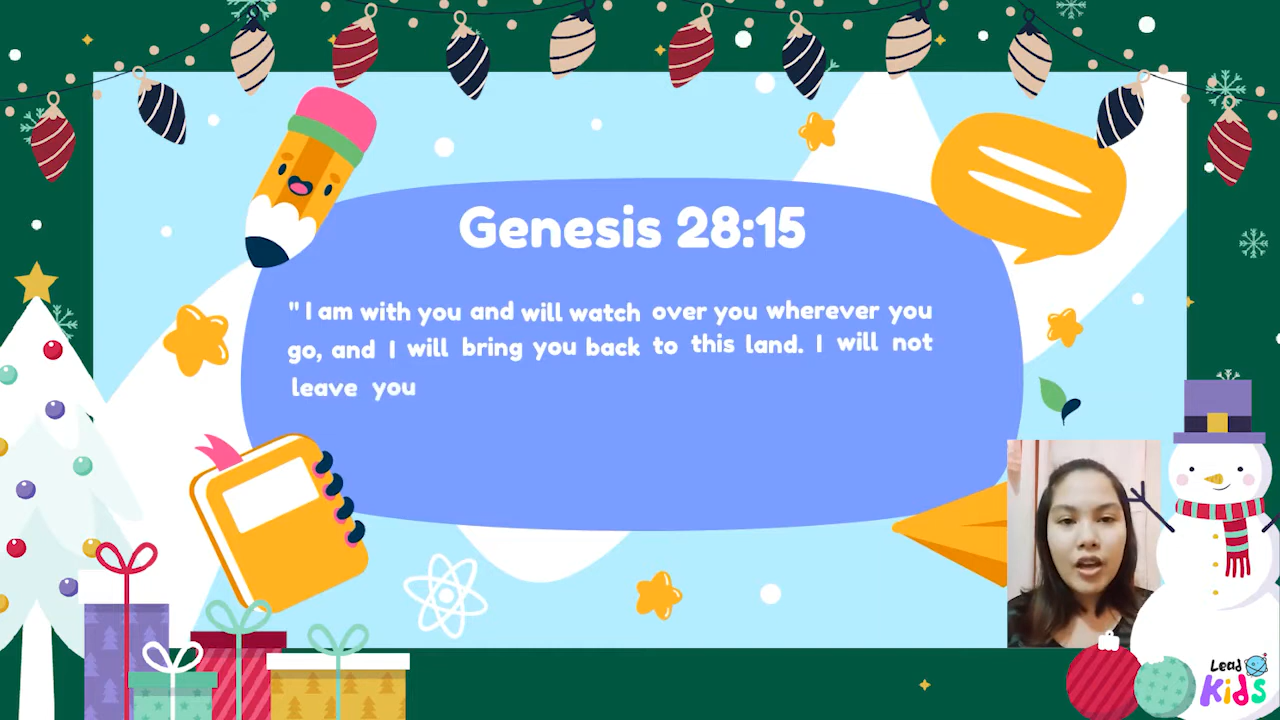 Genesis 28:15
" I am with you and will watch over you wherever you
go, and I will bring you back to this land. I will not
leave you
Lead
Kids